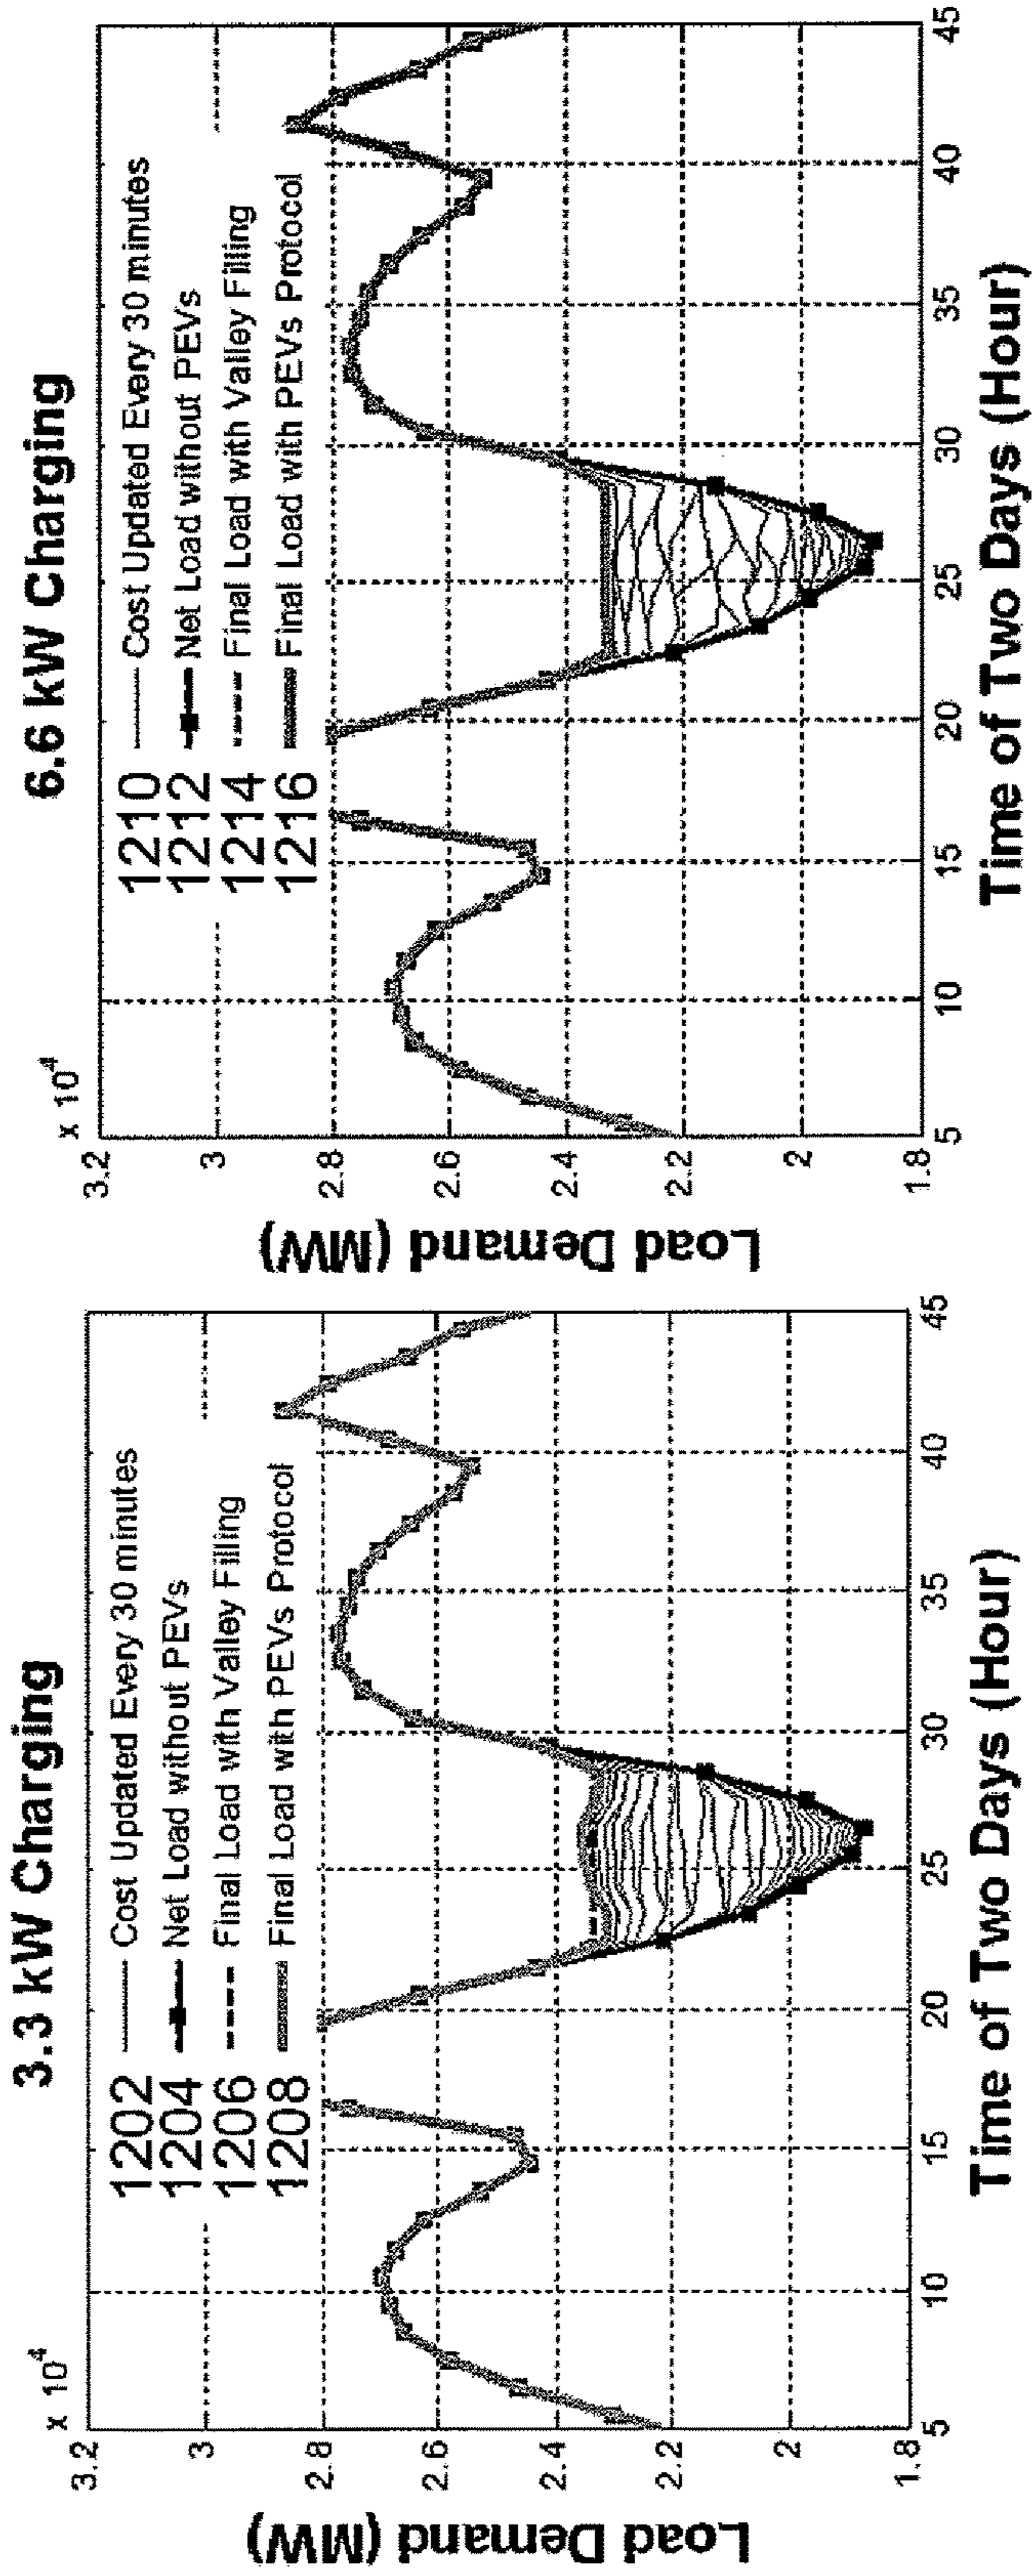 3.3 kW Charging
x 10⁴
3.2
3
2.8
2.6
2.4
2.2
2
1.8
Load Demand (MW)
1202 Cost Updated Every 30 minutes
1204 Net Load without PEVs
1206 Final Load with Valley Filling
1208 Final Load with PEVs Protocol
5 10 15 20 25 30 35 40 45
Time of Two Days (Hour)
6.6 kW Charging
x 10⁴
3.2
3
2.8
2.6
2.4
2.2
2
1.8
Load Demand (MW)
1210 Cost Updated Every 30 minutes
1212 Net Load without PEVs
1214 Final Load with Valley Filling
1216 Final Load with PEVs Protocol
5 10 15 20 25 30 35 40 45
Time of Two Days (Hour)